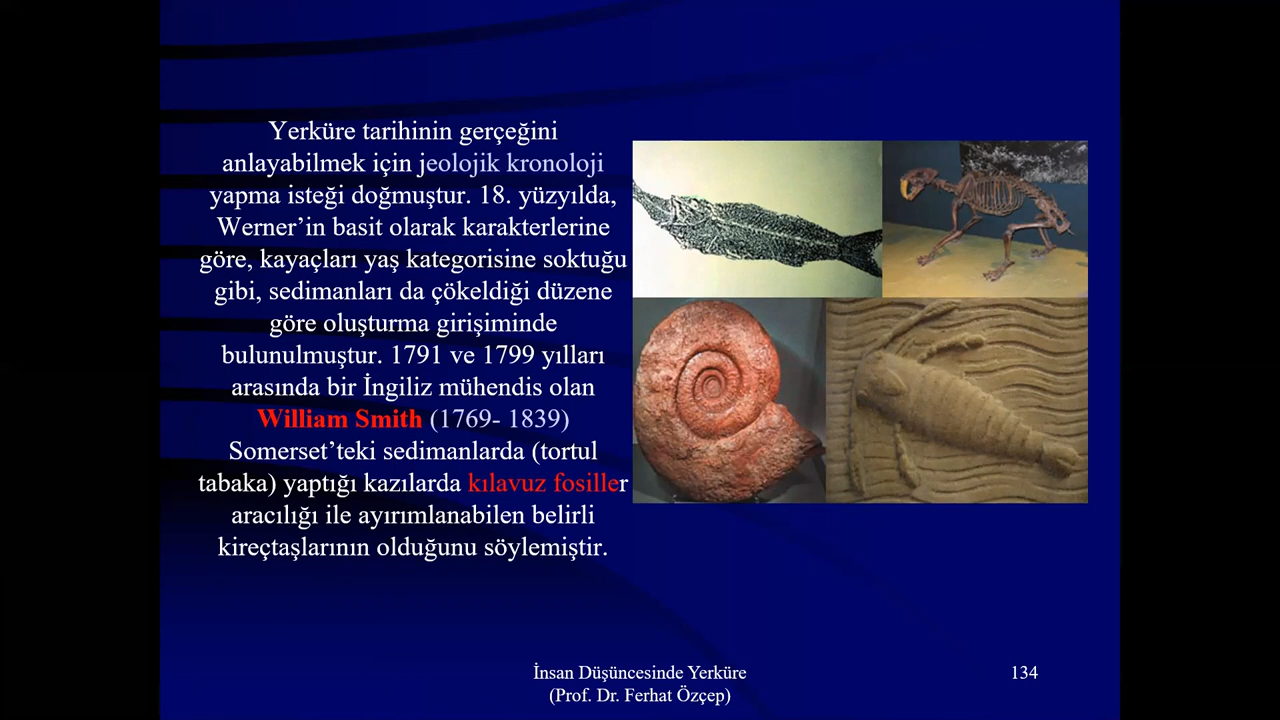 Yerküre tarihinin gerçeğini
anlayabilmek için jeolojik kronoloji
yapma isteği doğmuştur. 18. yüzyılda,
Werner’in basit olarak karakterlerine
göre, kayaçları yaş kategorisine soktuğu
gibi, sedimanları da çökeldiği düzene
göre oluşturma girişiminde
bulunulmuştur. 1791 ve 1799 yılları
arasında bir İngiliz mühendis olan
William Smith (1769- 1839)
Somerset’teki sedimanlarda (tortul
tabaka) yaptığı kazılarda kılavuz fosiller
aracılığı ile ayırımlanabilen belirli
kireçtaşlarının olduğunu söylemiştir.
İnsan Düşüncesinde Yerküre
(Prof. Dr. Ferhat Özçep)
134